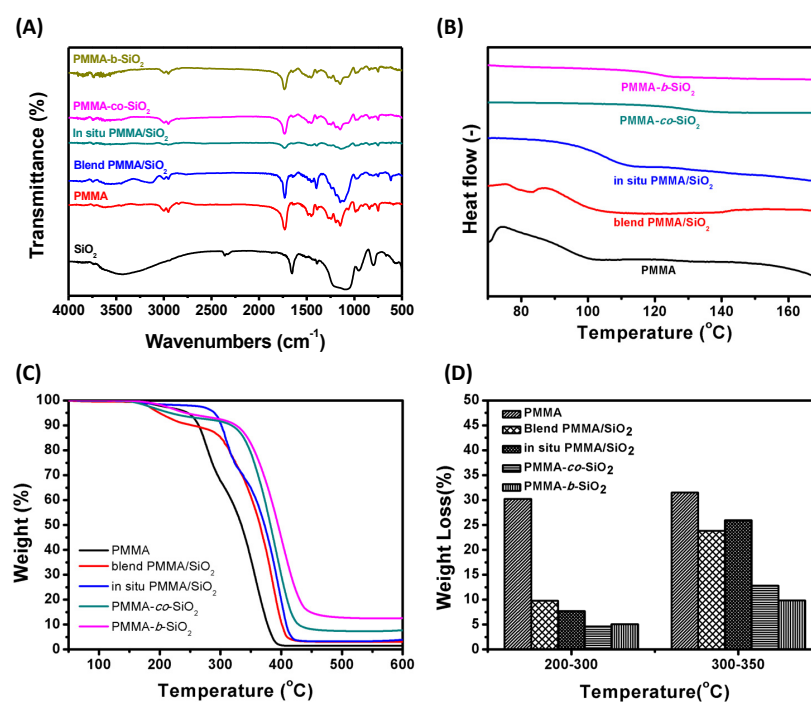 (A)
PMMA-b-SiO2
PMMA-co-SiO2
In situ PMMA/SiO2
Blend PMMA/SiO2
PMMA
SiO2
Transmittance (%)
4000 3500 3000 2500 2000 1500 1000 500
Wavenumbers (cm-1)
(B)
PMMA-b-SiO2
PMMA-co-SiO2
in situ PMMA/SiO2
blend PMMA/SiO2
PMMA
Heat flow (-)
80 100 120 140 160
Temperature (oC)
(C)
100
90
80
70
60
50
40
30
20
10
0
Weight (%)
PMMA
blend PMMA/SiO2
in situ PMMA/SiO2
PMMA-co-SiO2
PMMA-b-SiO2
100 200 300 400 500 600
Temperature (oC)
(D)
50
45
40
35
30
25
20
15
10
5
0
Weight Loss(%)
PMMA
Blend PMMA/SiO2
in situ PMMA/SiO2
PMMA-co-SiO2
PMMA-b-SiO2
200-300 300-350
Temperature(oC)